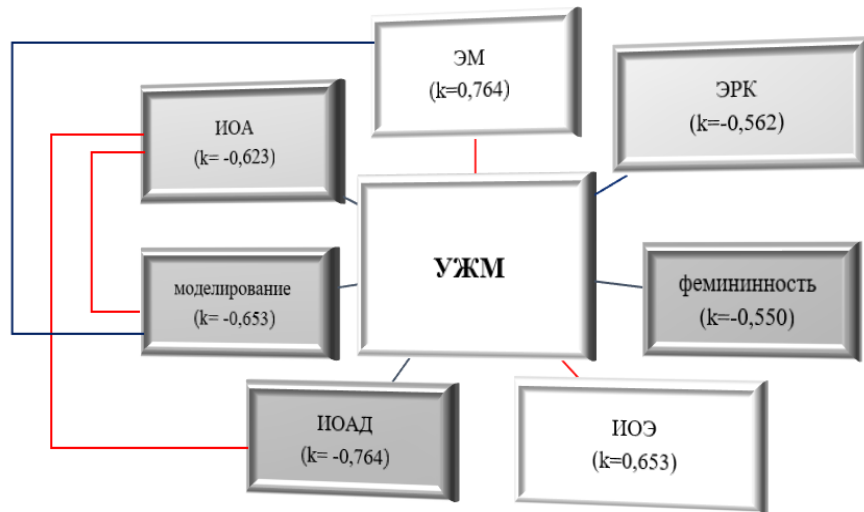 ЭМ
(k=0,764)
ЭРК
(k=-0,562)
ИОА
(k= -0,623)
УЖМ
моделирование
(k= -0,653)
фемининность
(k=-0,550)
ИОАД
(k= -0,764)
ИОЭ
(k=0,653)